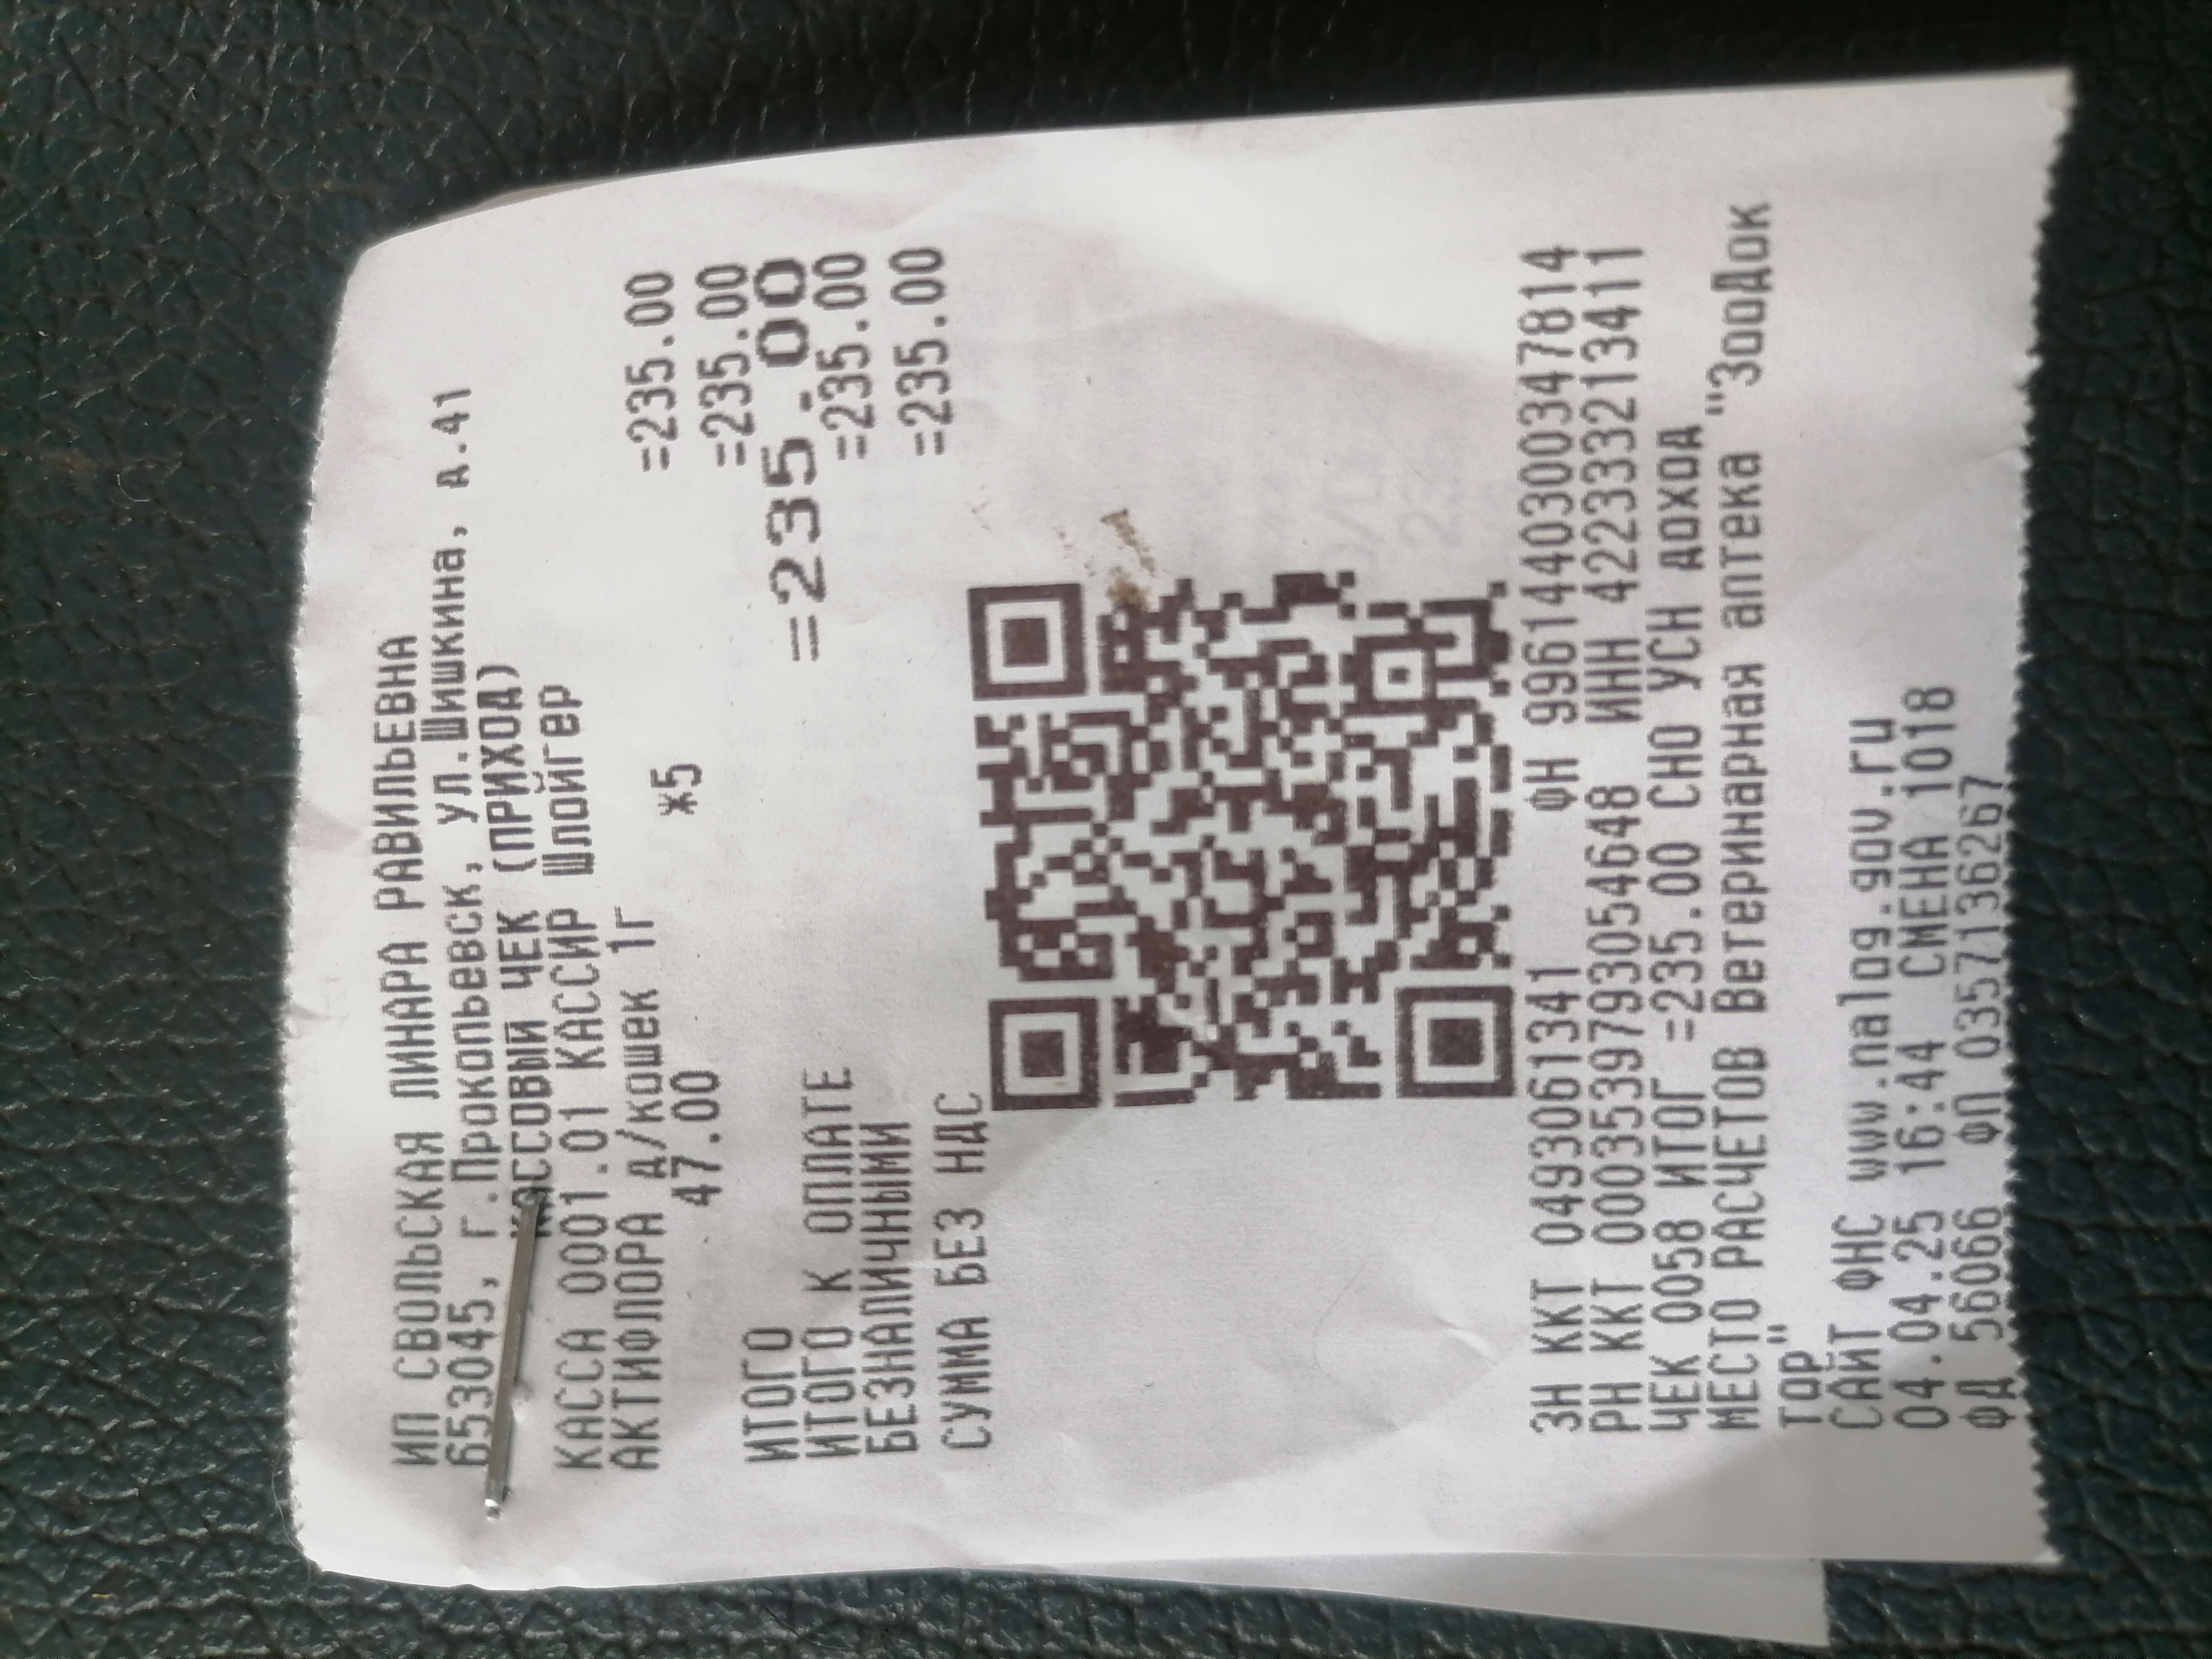 ИП СВОЛЬСКАЯ ЛИНАРА РАВИЛЬЕВНА
653045, г.Прокопьевск, ул.Шишкина, д.41
КАССОВЫЙ ЧЕК (ПРИХОД)
КАССА 0001.01 КАССИР Шлойгер
АКТИФЛОРА д/кошек 1г
47.00 *5 =235.00
ИТОГО =235.00
ИТОГО К ОПЛАТЕ =235.00
БЕЗНАЛИЧНЫМИ =235.00
СУММА БЕЗ НДС =235.00
ЗН ККТ 0493061341 ФН 9961440300347814
РН ККТ 0003539793054648 ИНН 422333213411
ЧЕК 0058 ИТОГ =235.00 СНО УСН ДОХОД
МЕСТО РАСЧЕТОВ Ветеринарная аптека "ЗооДок
тор"
САЙТ ФНС www.nalog.gov.ru
04.04.25 16:44 СМЕНА 1018
ФД 56066 ФП 0357136267